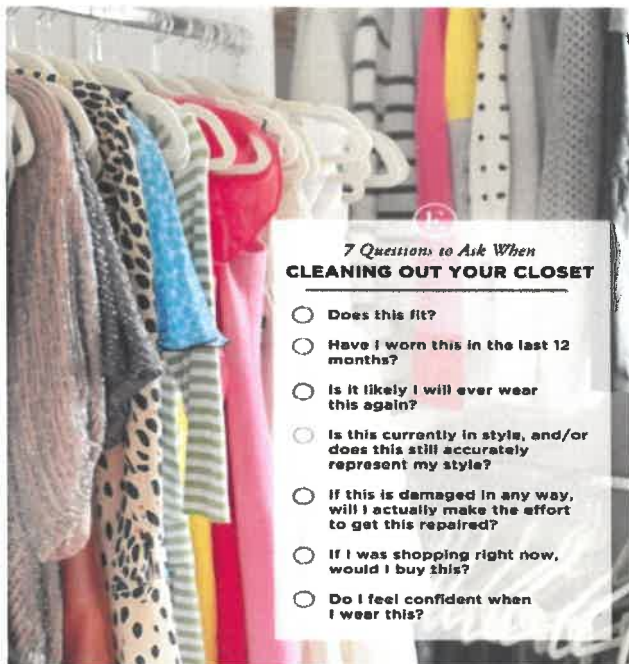 7 Questions to Ask When
CLEANING OUT YOUR CLOSET
Does this fit?
Have I worn this in the last 12
months?
Is it likely I will ever wear
this again?
Is this currently in style, and/or
does this still accurately
represent my style?
If this is damaged in any way,
will I actually make the effort
to get this repaired?
If I was shopping right now,
would I buy this?
Do I feel confident when
I wear this?